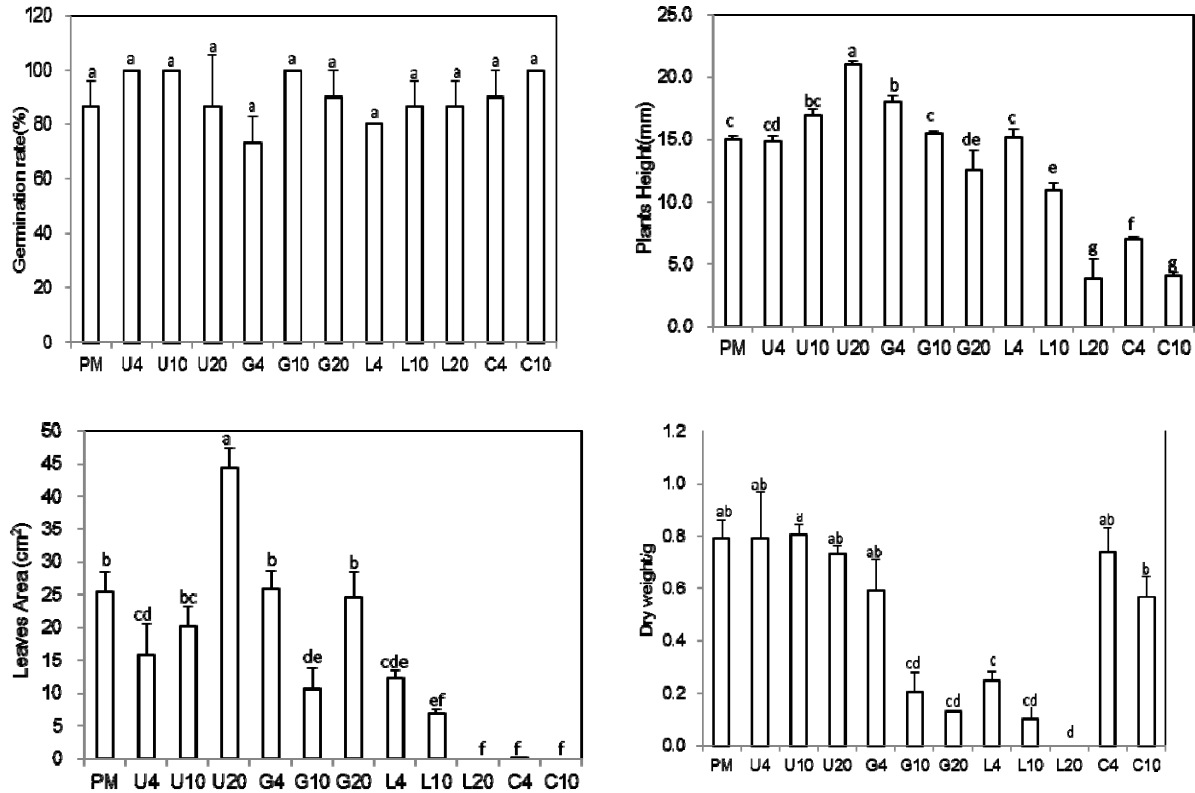 Germination rate(%)
120
100
80
60
40
20
0
a a a a a a a a a a a a
PM U4 U10 U20 G4 G10 G20 L4 L10 L20 C4 C10
Plants Height(mm)
25.0
20.0
15.0
10.0
5.0
0.0
c cd bc a b c de c e g f g
PM U4 U10 U20 G4 G10 G20 L4 L10 L20 C4 C10
Leaves Area (cm²)
50
45
40
35
30
25
20
15
10
5
0
b cd bc a b de b cde ef f f f
PM U4 U10 U20 G4 G10 G20 L4 L10 L20 C4 C10
Dry weight/g
1.2
1.0
0.8
0.6
0.4
0.2
0.0
ab ab a ab ab cd cd c cd d ab b
PM U4 U10 U20 G4 G10 G20 L4 L10 L20 C4 C10